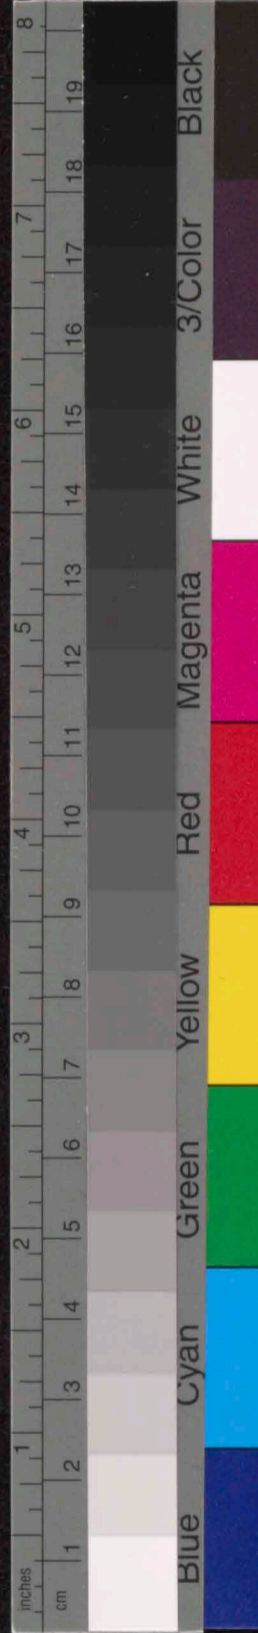 inches 1 2 3 4 5 6 7 8
cm 1 2 3 4 5 6 7 8 9 10 11 12 13 14 15 16 17 18 19
Blue Cyan Green Yellow Red Magenta White 3/Color Black